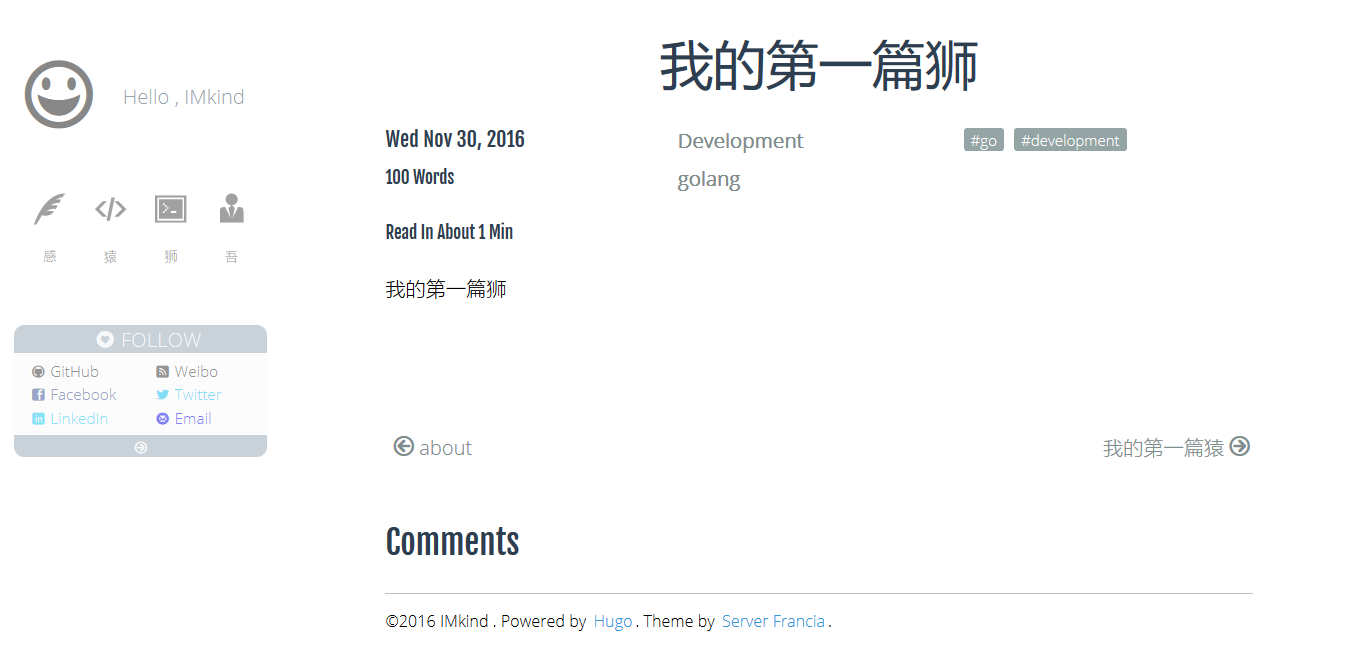 Hello , IMkind
感 猿 狮 吾
FOLLOW
GitHub Weibo
Facebook Twitter
LinkedIn Email
我的第一篇狮
Wed Nov 30, 2016
100 Words
Read In About 1 Min
Development
golang
#go #development
我的第一篇狮
about
我的第一篇猿
Comments
©2016 IMkind . Powered by Hugo . Theme by Server Francia .